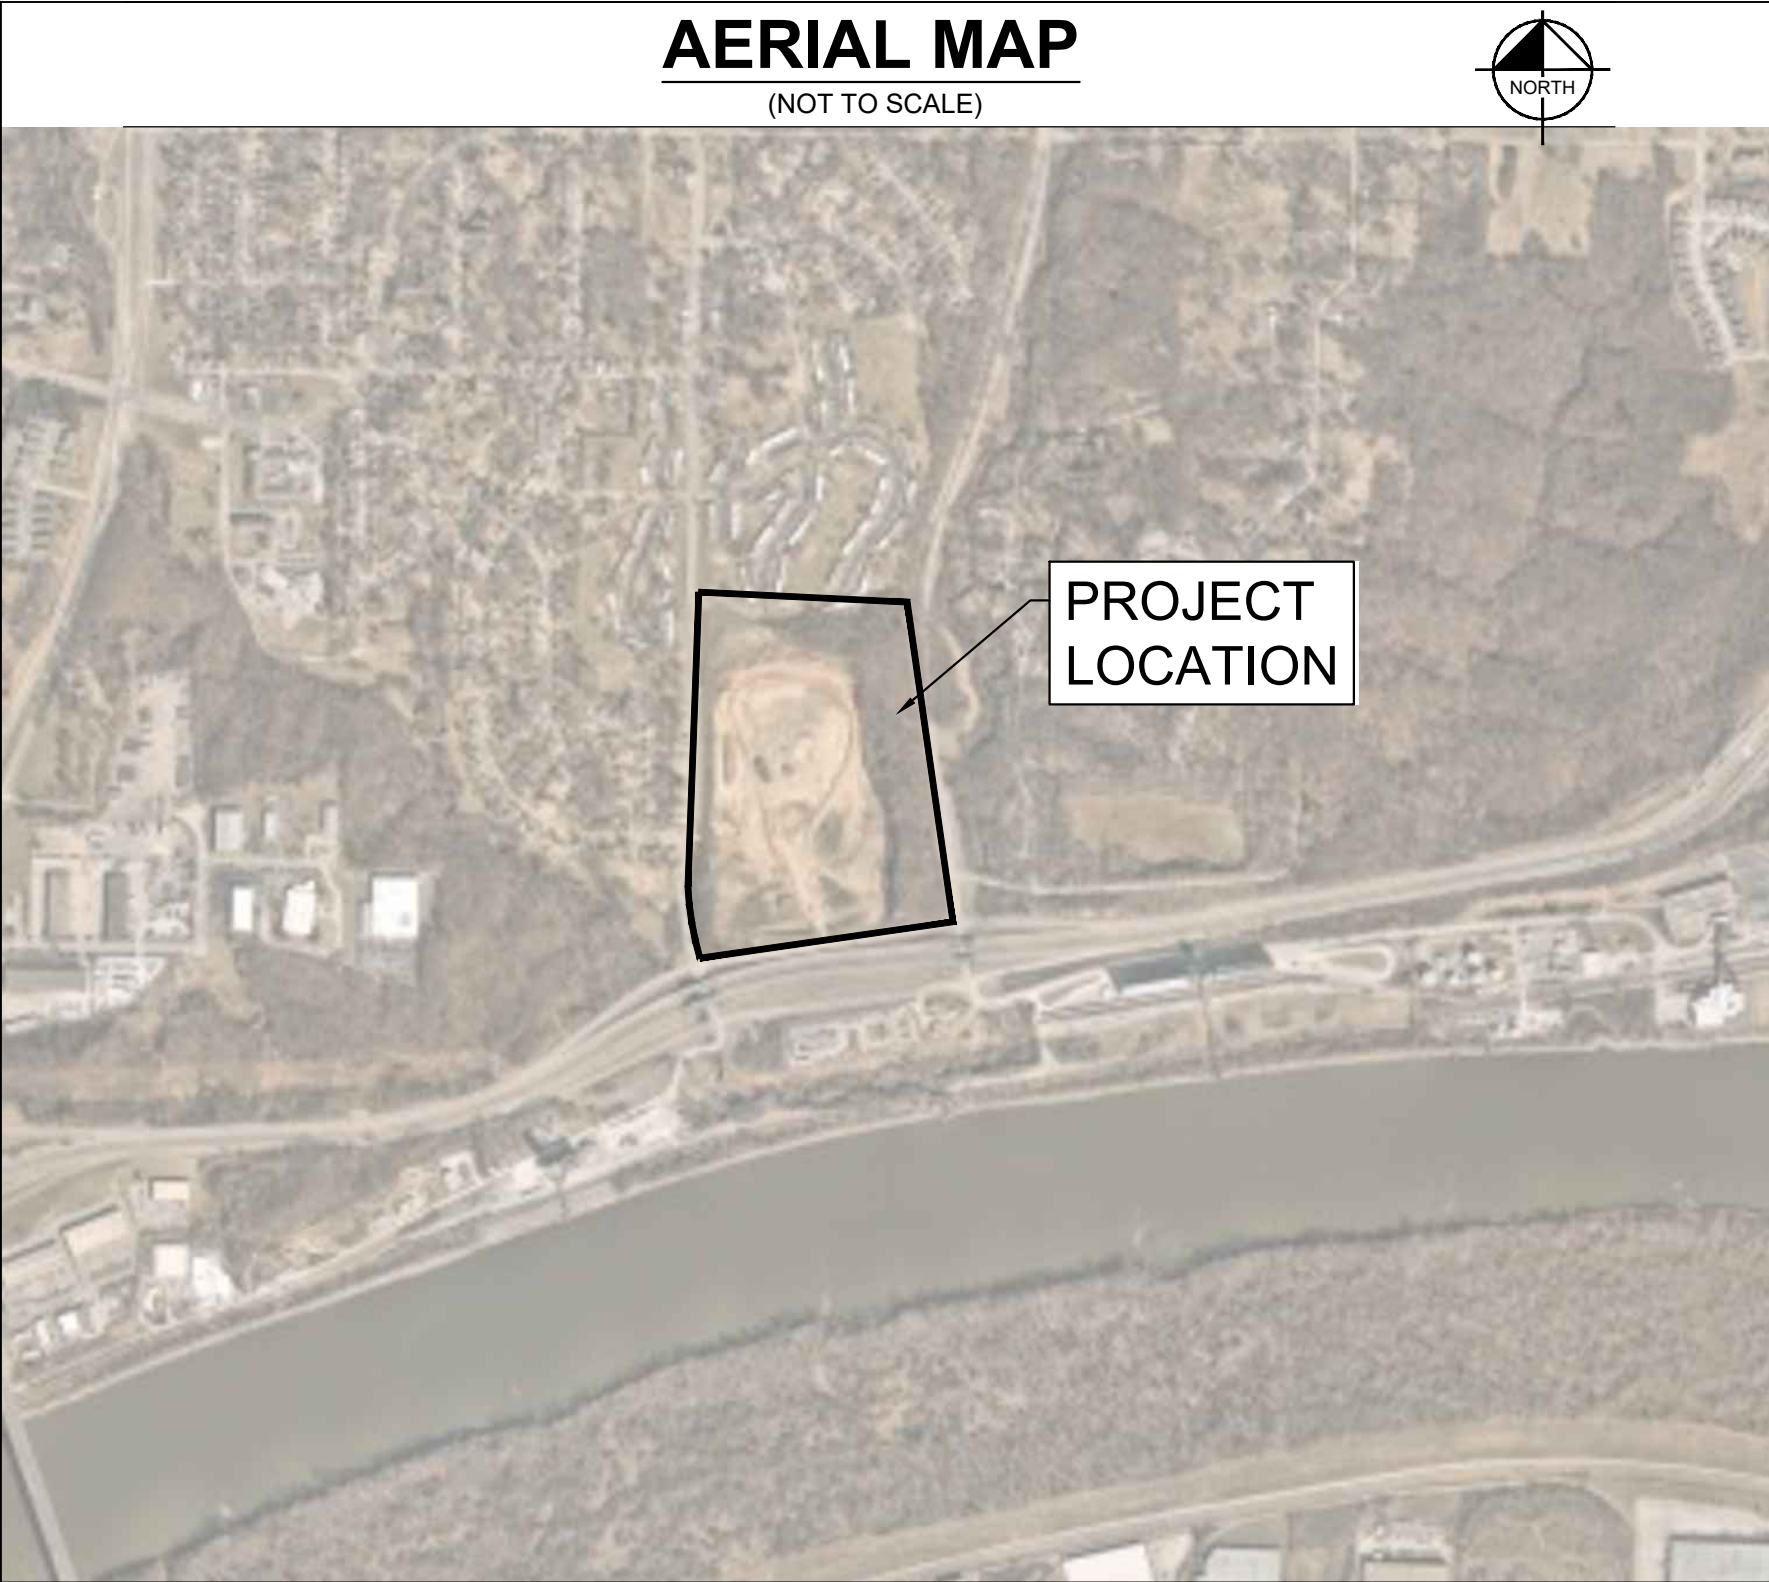 AERIAL MAP
(NOT TO SCALE)
NORTH
PROJECT
LOCATION